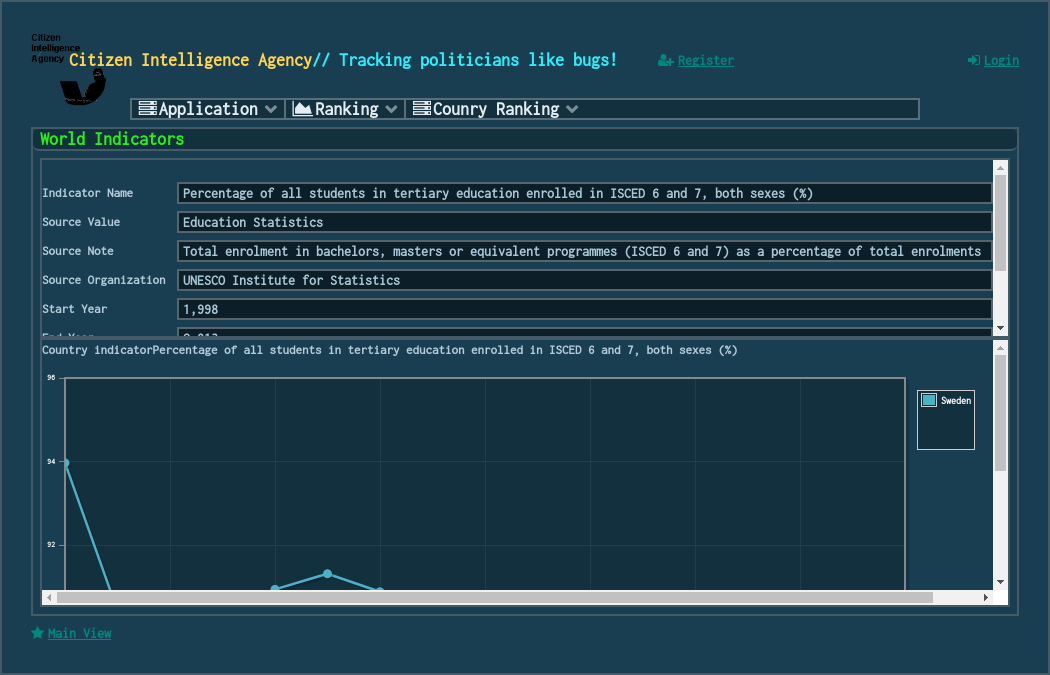 Citizen
Intelligence
Agency
Citizen Intelligence Agency// Tracking politicians like bugs!
Register
Login
Application
Ranking
Counry Ranking
World Indicators
Indicator Name
Percentage of all students in tertiary education enrolled in ISCED 6 and 7, both sexes (%)
Source Value
Education Statistics
Source Note
Total enrolment in bachelors, masters or equivalent programmes (ISCED 6 and 7) as a percentage of total enrolments
Source Organization
UNESCO Institute for Statistics
Start Year
1,998
Country indicatorPercentage of all students in tertiary education enrolled in ISCED 6 and 7, both sexes (%)
96
94
92
Sweden
Main View